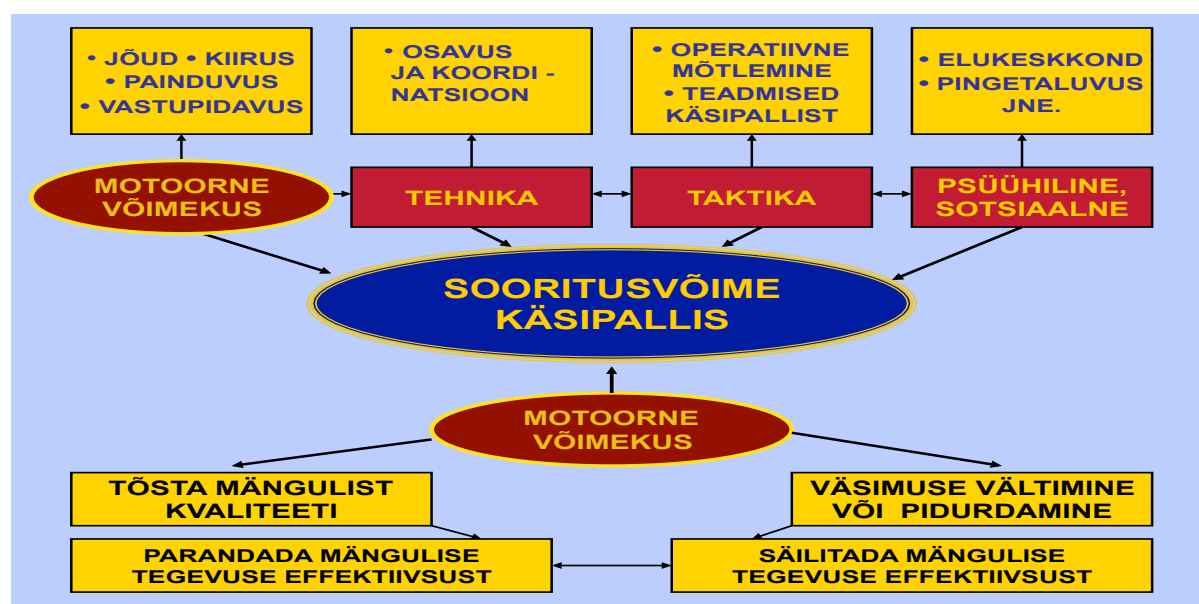 • JÕUD • KIIRUS
• PAINDUVUS
• VASTUPIDAVUS
• OSAVUS
JA KOORDI -
NATSIOON
• OPERATIIVNE
MÕTLEMINE
• TEADMISED
KÄSIPALLIST
• ELUKESKKOND
• PINGETALUVUS
JNE.
MOTOORNE
VÕIMEKUS
TEHNIKA
TAKTIKA
PSÜÜHILINE,
SOTSIAALNE
SOORITUSVÕIME
KÄSIPALLIS
MOTOORNE
VÕIMEKUS
TÕSTA MÄNGULIST
KVALITEETI
VÄSIMUSE VÄLTIMINE
VÕI PIDURDAMINE
PARANDADA MÄNGULISE
TEGEVUSE EFFEKTIIVSUST
SÄILITADA MÄNGULISE
TEGEVUSE EFFEKTIIVSUST